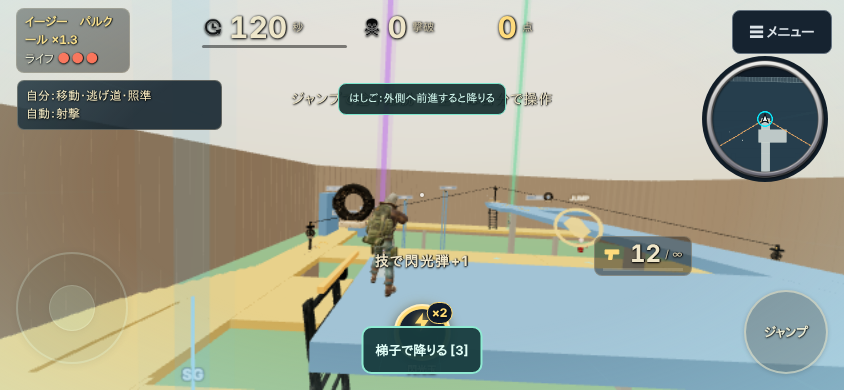 イージー　パルク
ール ×1.3
ライフ
120 秒
0 撃破
0 点
メニュー
自分：移動・逃げ道・照準
自動：射撃
はしご：外側へ前進すると降りる
ジャンプ
で操作
JUMP
12 / ∞
技で閃光弾+1
×2
梯子で降りる [3]
ジャンプ
SG